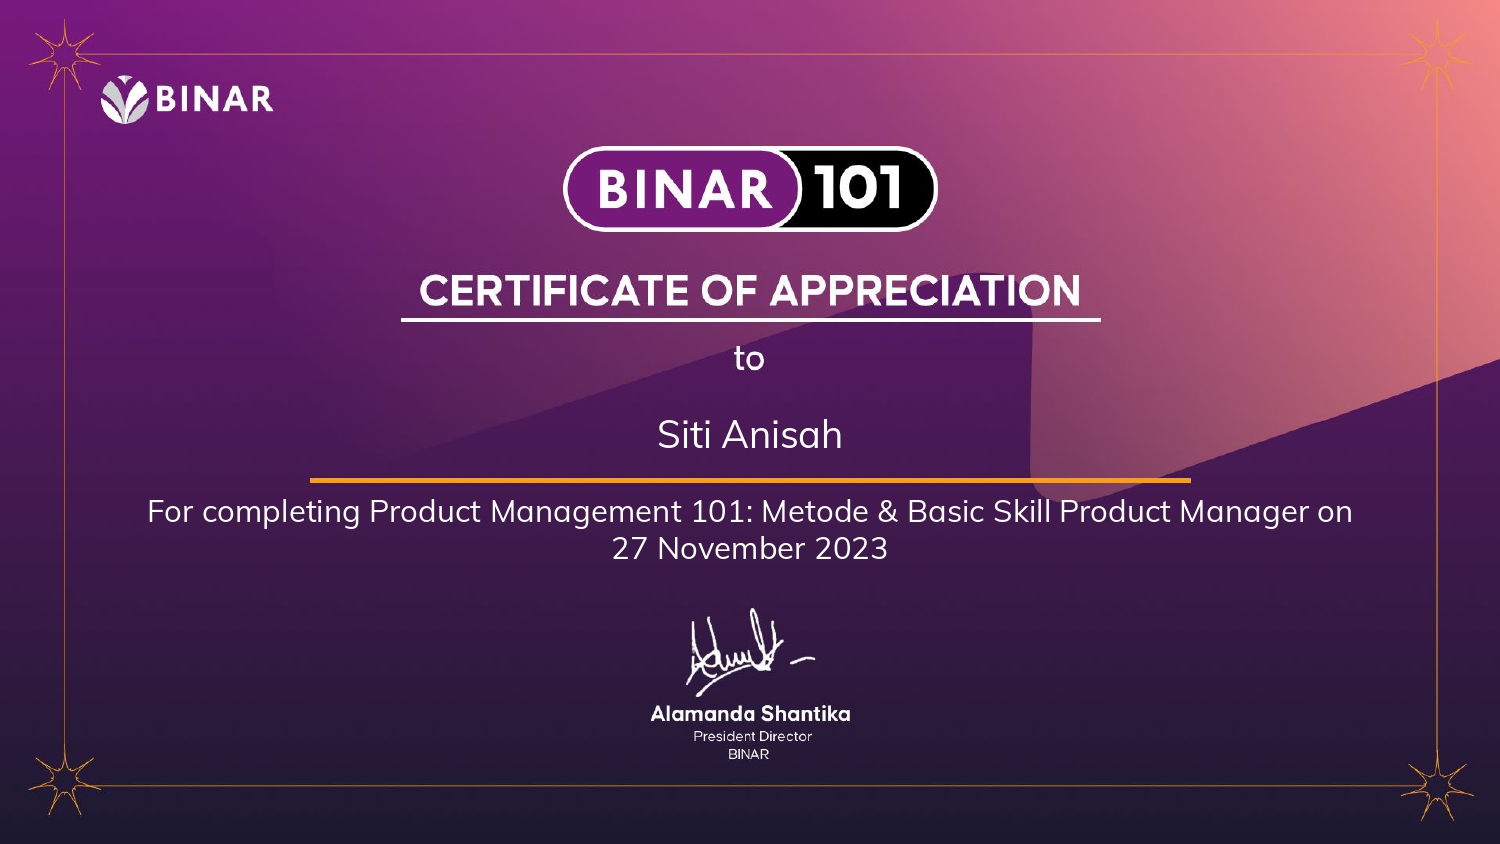 BINAR
BINAR 101
CERTIFICATE OF APPRECIATION
to
Siti Anisah
For completing Product Management 101: Metode & Basic Skill Product Manager on
27 November 2023
Alamanda Shantika
President Director
BINAR